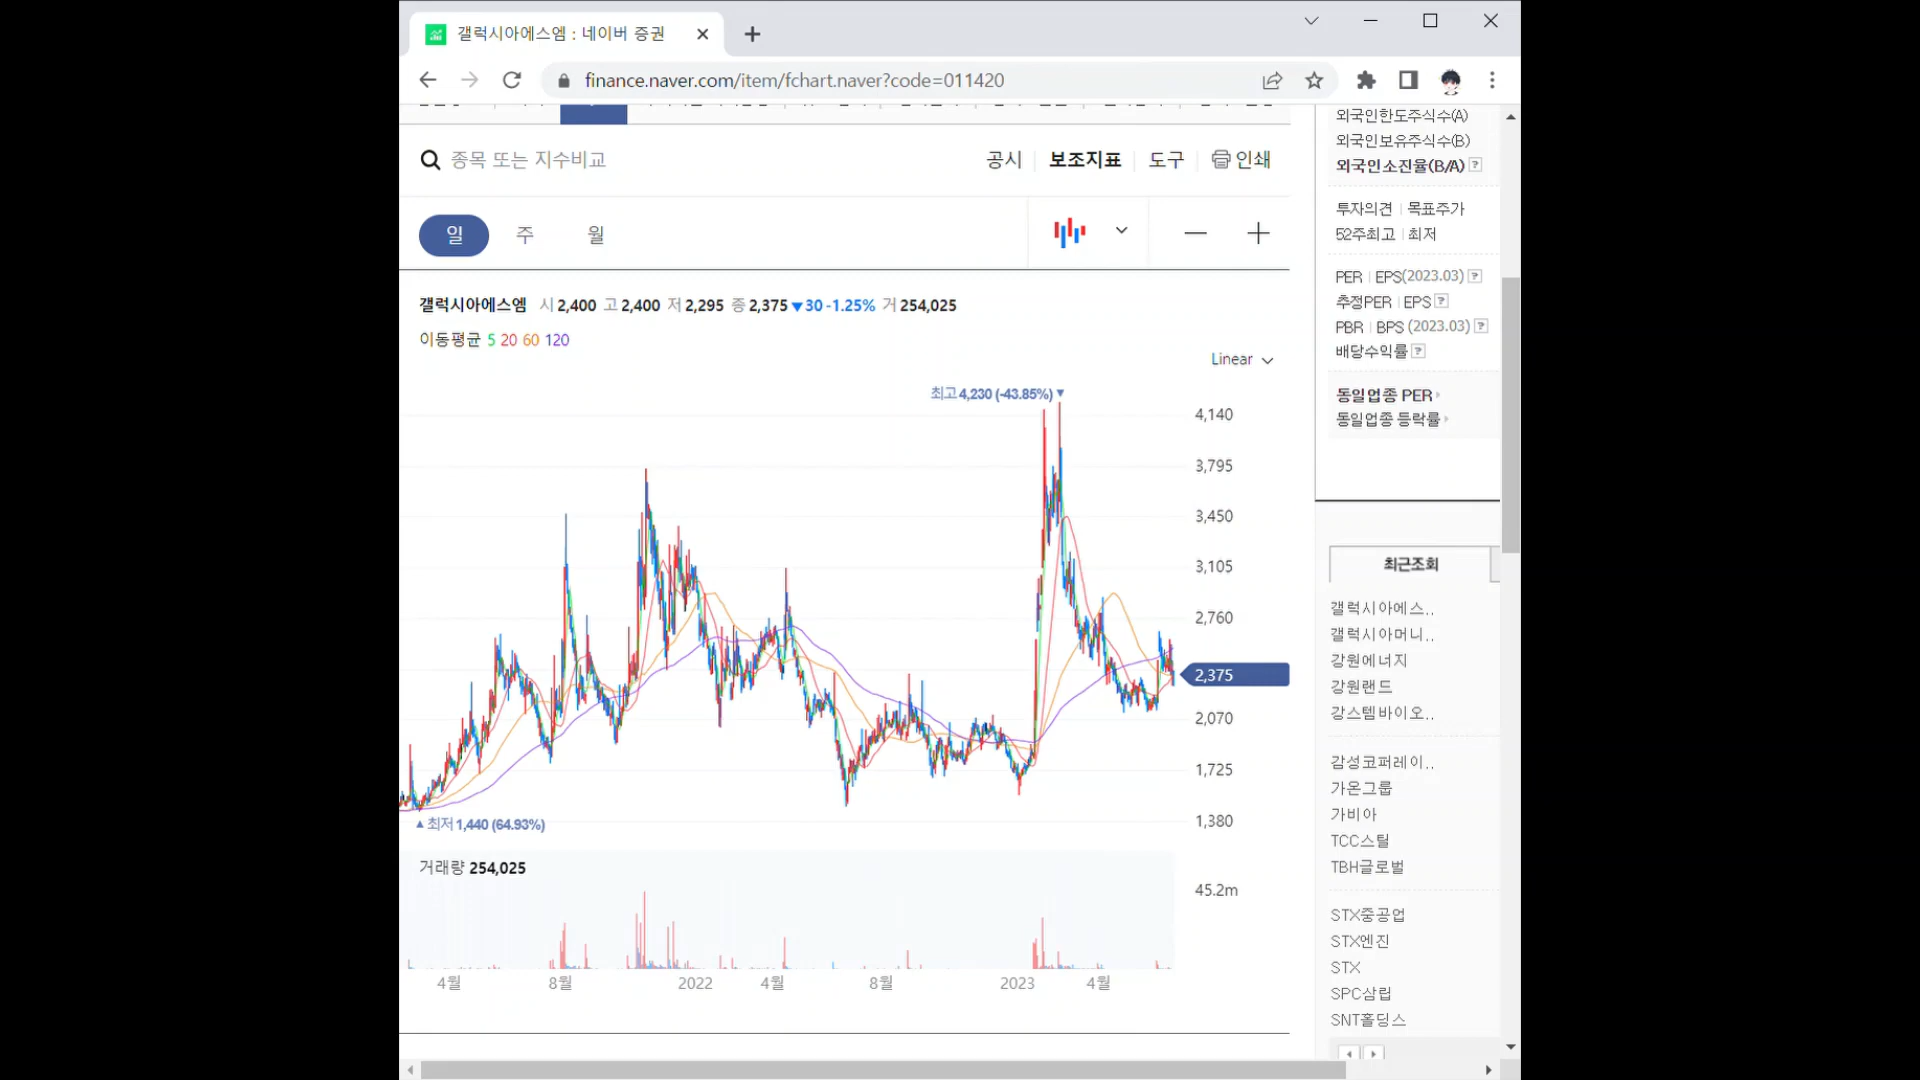 갤럭시아에스엠 : 네이버 증권
finance.naver.com/item/fchart.naver?code=011420
종목 또는 지수비교
공시 보조지표 도구 인쇄
일 주 월
갤럭시아에스엠 시 2,400 고 2,400 저 2,295 종 2,375 ▼30 -1.25% 거 254,025
이동평균 5 20 60 120
Linear
최고 4,230 (-43.85%) ▼
4,140
3,795
3,450
3,105
2,760
2,375
2,070
1,725
1,380
▲ 최저 1,440 (64.93%)
거래량 254,025
45.2m
4월 8월 2022 4월 8월 2023 4월
외국인한도주식수(A)
외국인보유주식수(B)
외국인소진율(B/A) ?
투자의견 | 목표주가
52주최고 | 최저
PER | EPS(2023.03) ?
추정PER | EPS ?
PBR | BPS (2023.03) ?
배당수익률 ?
동일업종 PER
동일업종 등락률
최근조회
갤럭시아에스..
갤럭시아머니..
강원에너지
강원랜드
강스템바이오..
감성코퍼레이..
가온그룹
가비아
TCC스틸
TBH글로벌
STX중공업
STX엔진
STX
SPC삼립
SNT홀딩스